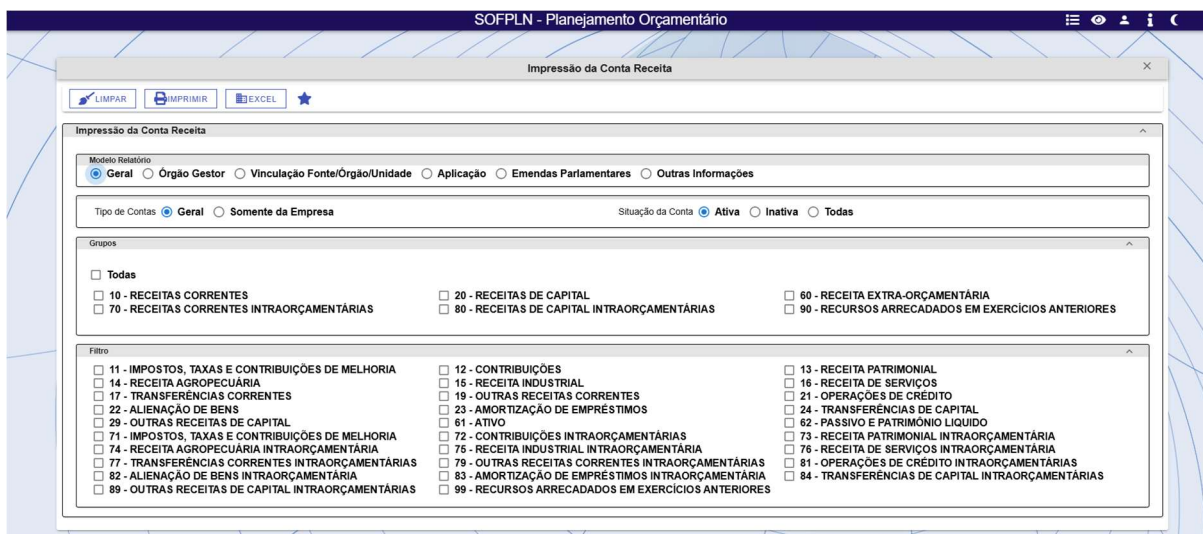 SOFPLN - Planejamento Orçamentário
Impressão da Conta Receita
LIMPAR IMPRIMIR EXCEL
Impressão da Conta Receita
Modelo Relatório
Geral Órgão Gestor Vinculação Fonte/Órgão/Unidade Aplicação Emendas Parlamentares Outras Informações
Tipo de Contas Geral Somente da Empresa Situação da Conta Ativa Inativa Todas
Grupos
Todas
10 - RECEITAS CORRENTES 20 - RECEITAS DE CAPITAL 60 - RECEITA EXTRA-ORÇAMENTÁRIA
70 - RECEITAS CORRENTES INTRAORÇAMENTÁRIAS 80 - RECEITAS DE CAPITAL INTRAORÇAMENTÁRIAS 90 - RECURSOS ARRECADADOS EM EXERCÍCIOS ANTERIORES
Filtro
11 - IMPOSTOS, TAXAS E CONTRIBUIÇÕES DE MELHORIA 12 - CONTRIBUIÇÕES 13 - RECEITA PATRIMONIAL
14 - RECEITA AGROPECUÁRIA 15 - RECEITA INDUSTRIAL 16 - RECEITA DE SERVIÇOS
17 - TRANSFERÊNCIAS CORRENTES 19 - OUTRAS RECEITAS CORRENTES 21 - OPERAÇÕES DE CRÉDITO
22 - ALIENAÇÃO DE BENS 23 - AMORTIZAÇÃO DE EMPRÉSTIMOS 24 - TRANSFERÊNCIAS DE CAPITAL
29 - OUTRAS RECEITAS DE CAPITAL 61 - ATIVO 62 - PASSIVO E PATRIMÔNIO LIQUIDO
71 - IMPOSTOS, TAXAS E CONTRIBUIÇÕES DE MELHORIA 72 - CONTRIBUIÇÕES INTRAORÇAMENTÁRIAS 73 - RECEITA PATRIMONIAL INTRAORÇAMENTÁRIA
74 - RECEITA AGROPECUÁRIA INTRAORÇAMENTÁRIA 75 - RECEITA INDUSTRIAL INTRAORÇAMENTÁRIA 76 - RECEITA DE SERVIÇOS INTRAORÇAMENTÁRIA
77 - TRANSFERÊNCIAS CORRENTES INTRAORÇAMENTÁRIAS 79 - OUTRAS RECEITAS CORRENTES INTRAORÇAMENTÁRIAS 81 - OPERAÇÕES DE CRÉDITO INTRAORÇAMENTÁRIAS
82 - ALIENAÇÃO DE BENS INTRAORÇAMENTÁRIA 83 - AMORTIZAÇÃO DE EMPRÉSTIMOS INTRAORÇAMENTÁRIA 84 - TRANSFERÊNCIAS DE CAPITAL INTRAORÇAMENTÁRIAS
89 - OUTRAS RECEITAS DE CAPITAL INTRAORÇAMENTÁRIAS 99 - RECURSOS ARRECADADOS EM EXERCÍCIOS ANTERIORES